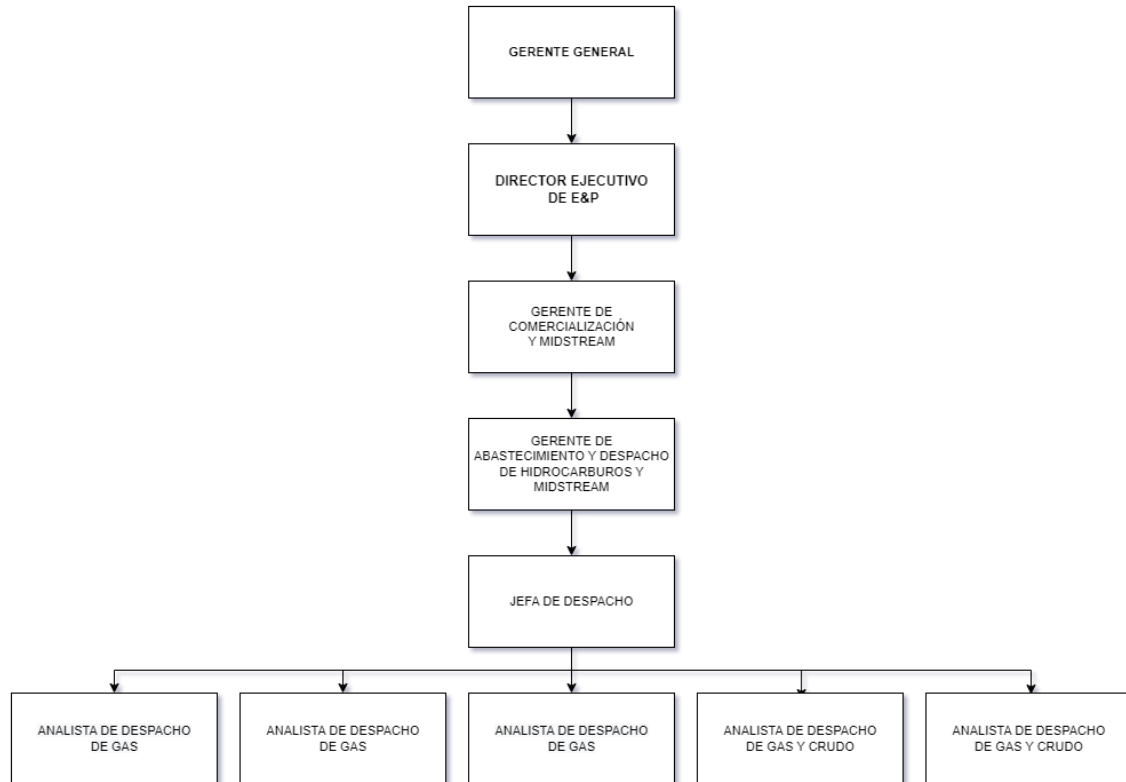 GERENTE GENERAL
DIRECTOR EJECUTIVO
DE E&P
GERENTE DE
COMERCIALIZACIÓN
Y MIDSTREAM
GERENTE DE
ABASTECIMIENTO Y DESPACHO
DE HIDROCARBUROS Y
MIDSTREAM
JEFA DE DESPACHO
ANALISTA DE DESPACHO
DE GAS
ANALISTA DE DESPACHO
DE GAS
ANALISTA DE DESPACHO
DE GAS
ANALISTA DE DESPACHO
DE GAS Y CRUDO
ANALISTA DE DESPACHO
DE GAS Y CRUDO